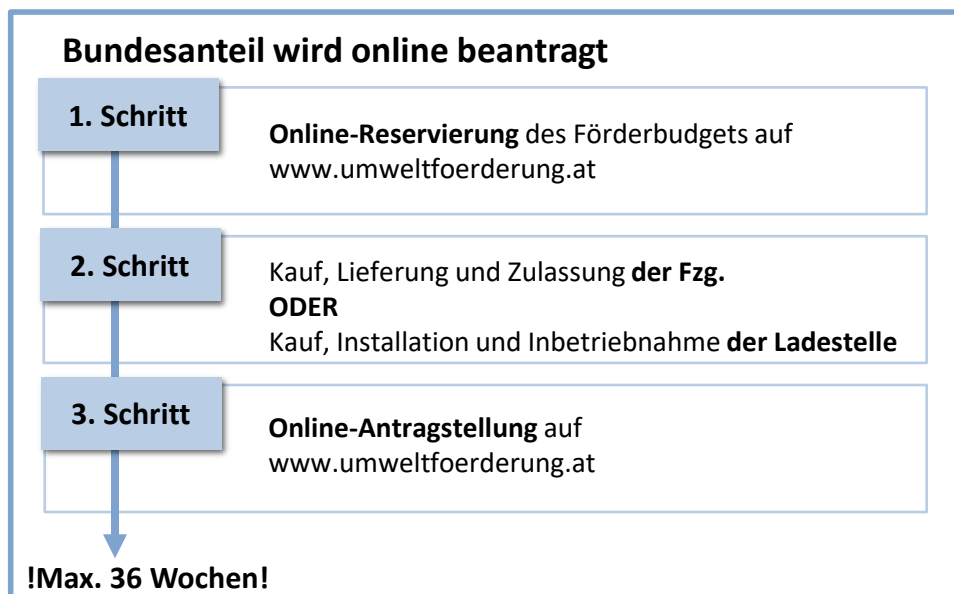 Bundesanteil wird online beantragt
1. Schritt
Online-Reservierung des Förderbudgets auf
www.umweltfoerderung.at
2. Schritt
Kauf, Lieferung und Zulassung der Fzg.
ODER
Kauf, Installation und Inbetriebnahme der Ladestelle
3. Schritt
Online-Antragstellung auf
www.umweltfoerderung.at
!Max. 36 Wochen!